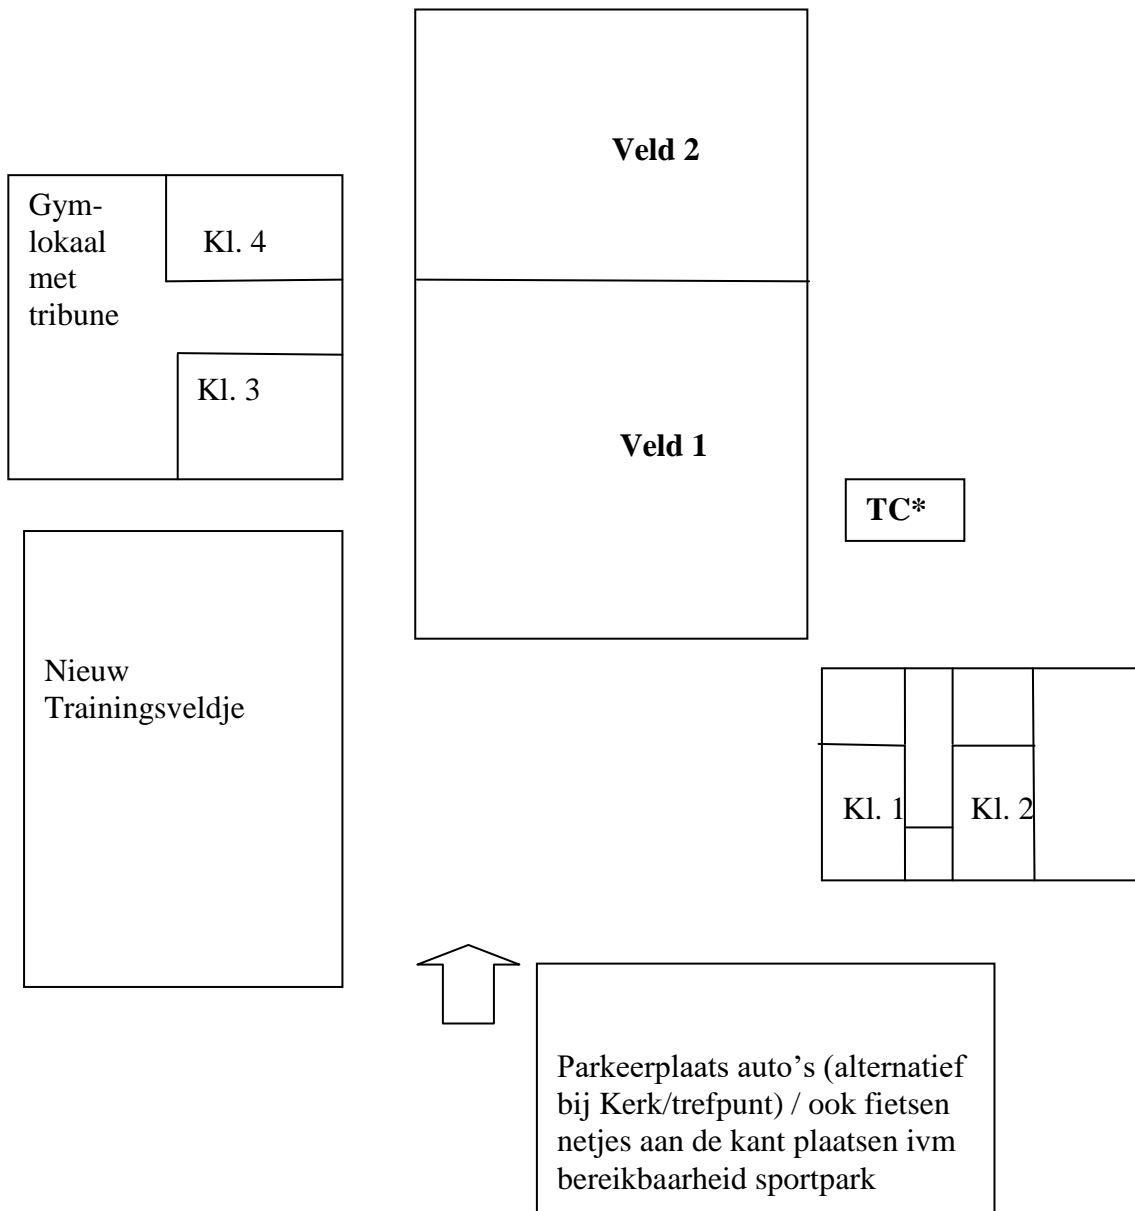 Veld 2
Gym-
lokaal
met
tribune
Kl. 4
Kl. 3
Veld 1
TC*
Nieuw
Trainingsveldje
Kl. 1
Kl. 2
Parkeerplaats auto’s (alternatief
bij Kerk/trefpunt) / ook fietsen
netjes aan de kant plaatsen ivm
bereikbaarheid sportpark